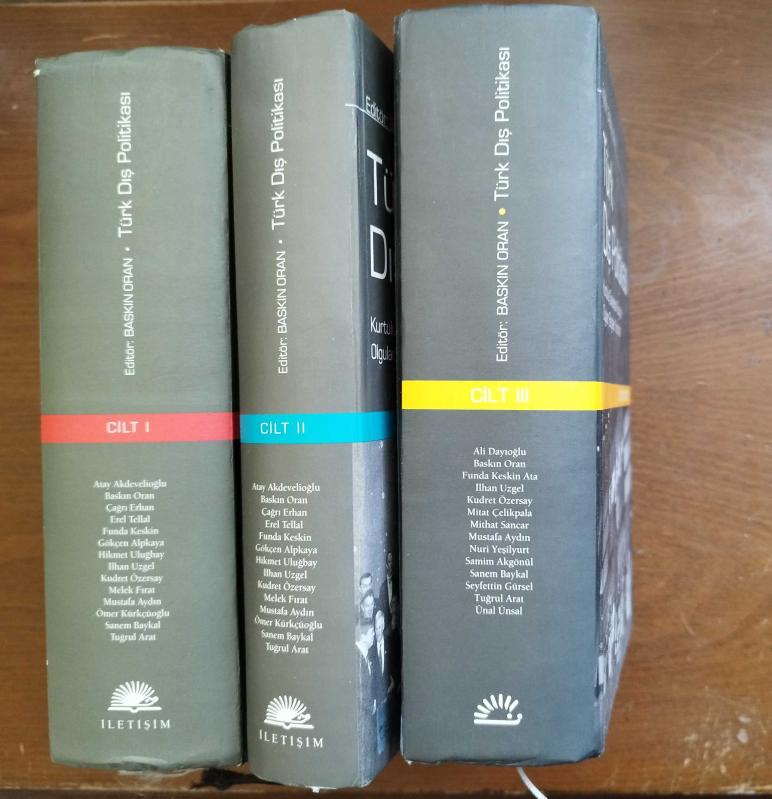 Editör: BASKIN ORAN • Türk Dış Politikası
CİLT I
Atay Akdevelioğlu
Baskın Oran
Çağrı Erhan
Erel Tellal
Funda Keskin
Gökçen Alpkaya
Hikmet Uluğbay
İlhan Uzgel
Kudret Özersay
Melek Fırat
Mustafa Aydın
Ömer Kürkçüoğlu
Sanem Baykal
Tuğrul Arat
İLETİŞİM
Editör: BASKIN ORAN • Türk Dış Politikası
CİLT II
Atay Akdevelioğlu
Baskın Oran
Çağrı Erhan
Erel Tellal
Funda Keskin
Gökçen Alpkaya
Hikmet Uluğbay
İlhan Uzgel
Kudret Özersay
Melek Fırat
Mustafa Aydın
Ömer Kürkçüoğlu
Sanem Baykal
Tuğrul Arat
İLETİŞİM
Editör
Tü
Dı
Kurtul
Olgular
Editör: BASKIN ORAN • Türk Dış Politikası
CİLT III
Ali Dayıoğlu
Baskın Oran
Funda Keskin Ata
İlhan Uzgel
Kudret Özersay
Mitat Çelikpala
Mithat Sancar
Mustafa Aydın
Nuri Yeşilyurt
Samim Akgönül
Sanem Baykal
Seyfettin Gürsel
Tuğrul Arat
Ünal Ünsal
Türk